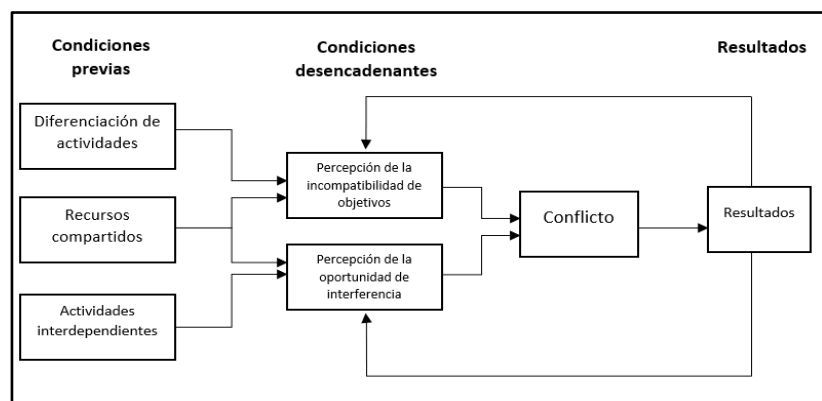 Condiciones
previas
Condiciones
desencadenantes
Resultados
Diferenciación de
actividades
Recursos
compartidos
Actividades
interdependientes
Percepción de la
incompatibilidad de
objetivos
Percepción de la
oportunidad de
interferencia
Conflicto
Resultados